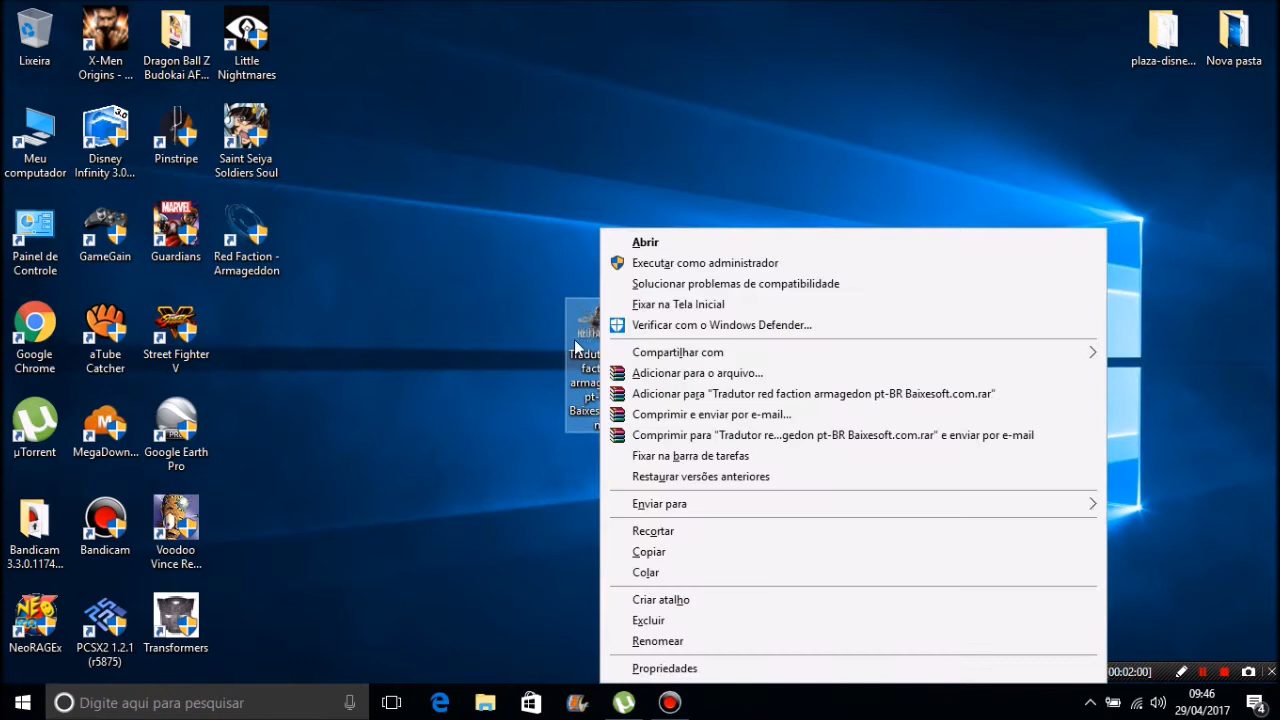 Lixeira
X-Men
Origins - ...
Dragon Ball Z
Budokai AF...
Little
Nightmares
plaza-disne...
Nova pasta
Meu
computador
3.0
Disney
Infinity 3.0...
Pinstripe
Saint Seiya
Soldiers Soul
Painel de
Controle
GameGain
MARVEL
Guardians
Red Faction -
Armageddon
Google
Chrome
aTube
Catcher
Street Fighter
V
µTorrent
MegaDown...
PRO
Google Earth
Pro
Bandicam
3.3.0.1174...
Bandicam
Voodoo
Vince Re...
NEO
NeoRAGEx
PCSX2 1.2.1
(r5875)
Transformers
Abrir
Executar como administrador
Solucionar problemas de compatibilidade
Fixar na Tela Inicial
Verificar com o Windows Defender...
Compartilhar com
Adicionar para o arquivo...
Adicionar para "Tradutor red faction armagedon pt-BR Baixesoft.com.rar"
Comprimir e enviar por e-mail...
Comprimir para "Tradutor re...gedon pt-BR Baixesoft.com.rar" e enviar por e-mail
Fixar na barra de tarefas
Restaurar versões anteriores
Enviar para
Recortar
Copiar
Colar
Criar atalho
Excluir
Renomear
Propriedades
[00:02:00]
Digite aqui para pesquisar
09:46
29/04/2017
4